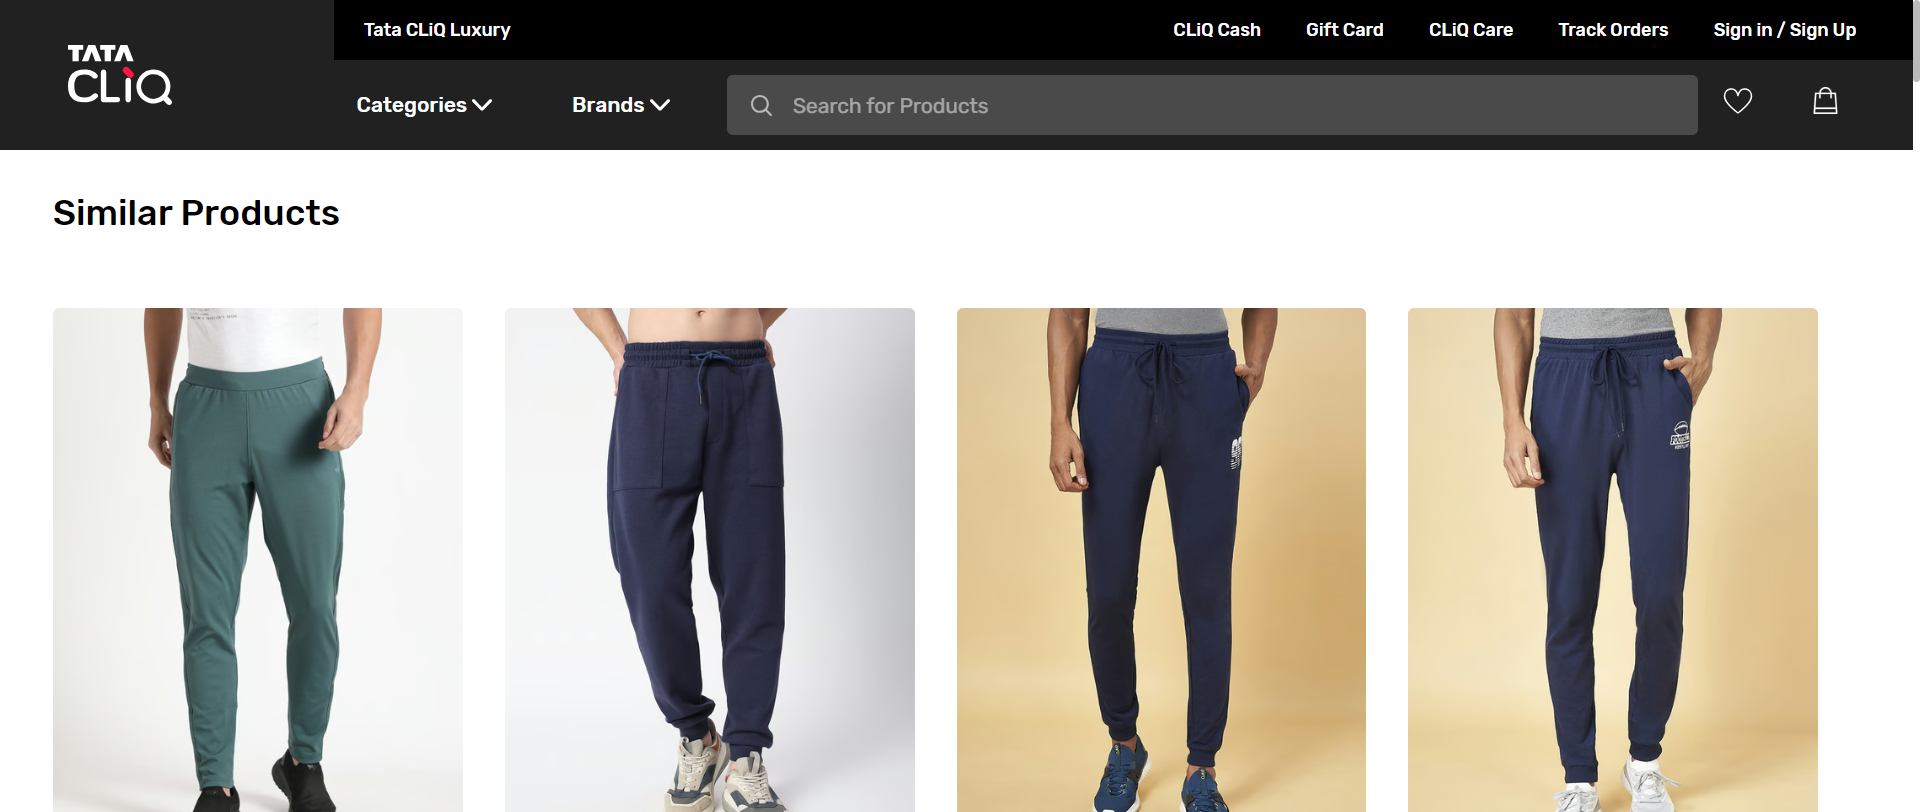 Tata CLiQ Luxury
CLiQ Cash
Gift Card
CLiQ Care
Track Orders
Sign in / Sign Up
TATA
CLiQ
Categories
Brands
Search for Products
Similar Products